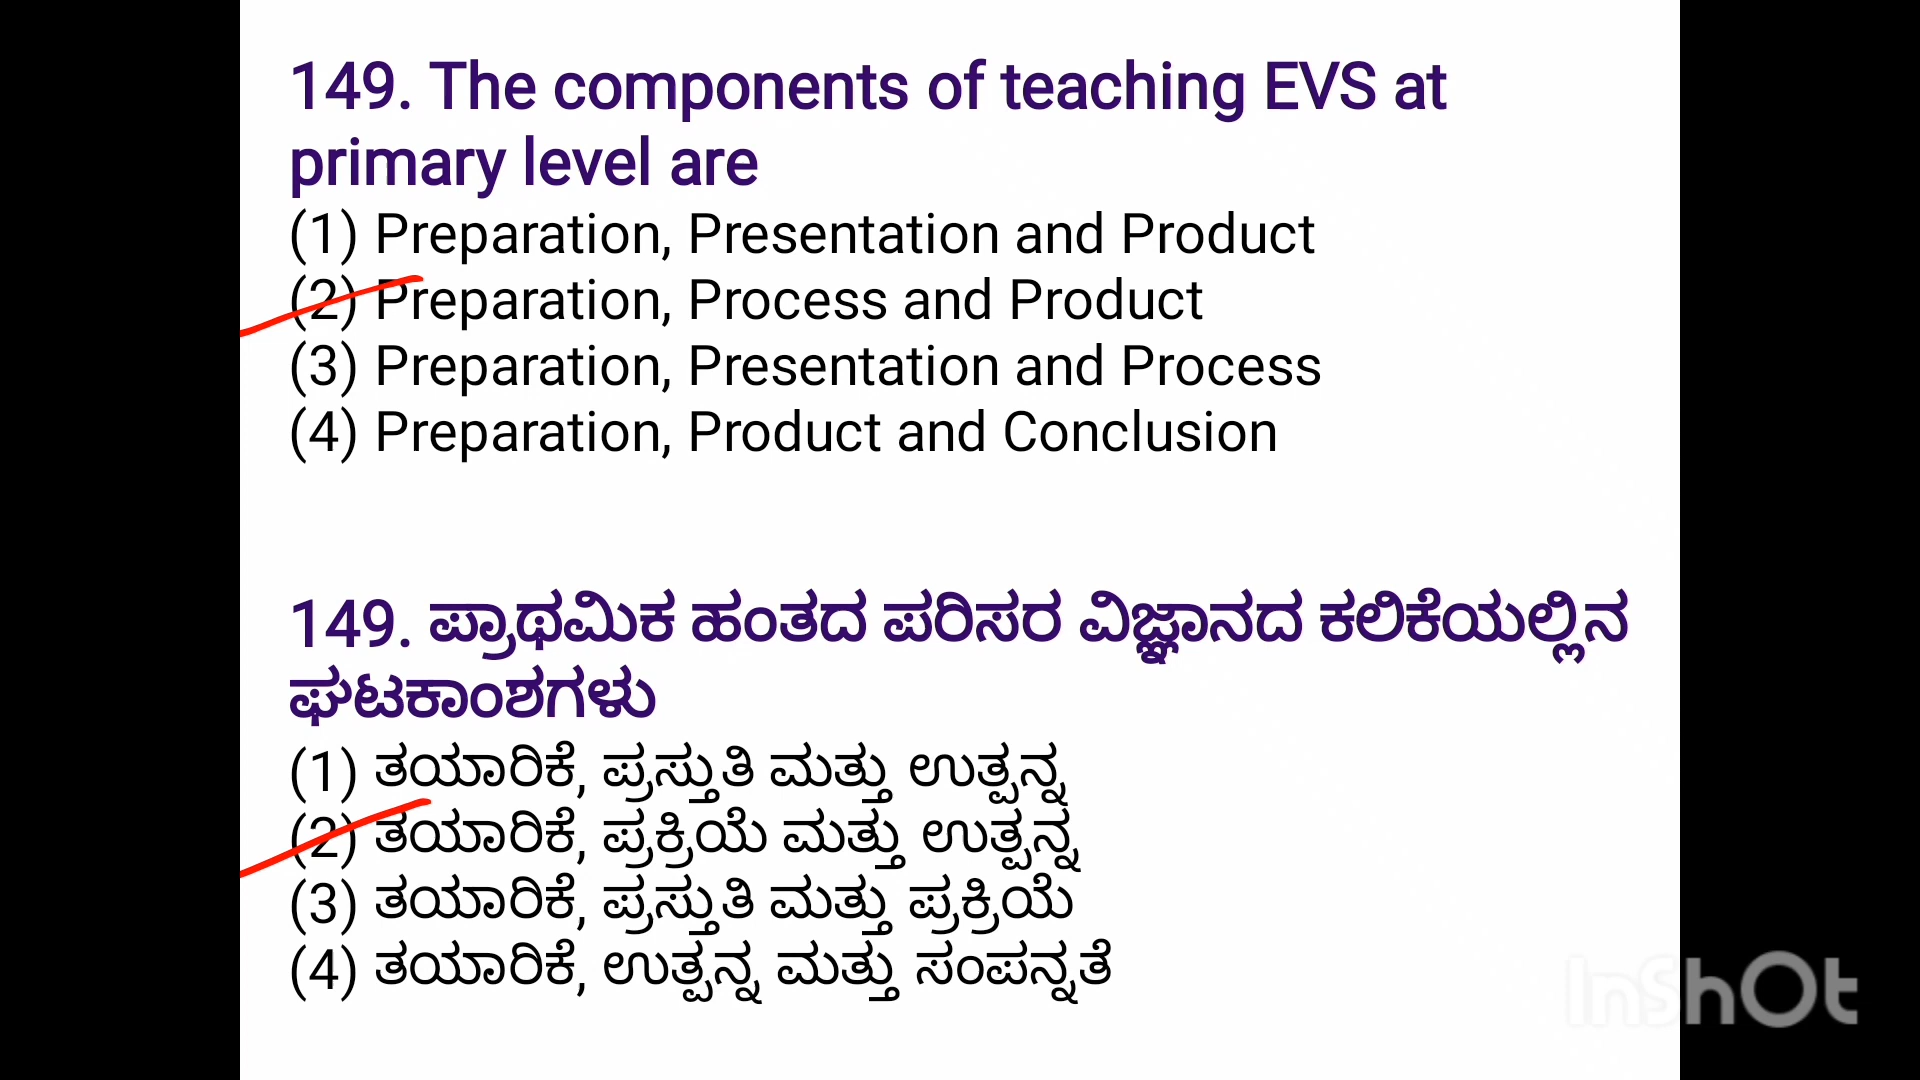 149. The components of teaching EVS at
primary level are
(1) Preparation, Presentation and Product
(2) Preparation, Process and Product
(3) Preparation, Presentation and Process
(4) Preparation, Product and Conclusion
149. ಪ್ರಾಥಮಿಕ ಹಂತದ ಪರಿಸರ ವಿಜ್ಞಾನದ ಕಲಿಕೆಯಲ್ಲಿನ
ಘಟಕಾಂಶಗಳು
(1) ತಯಾರಿಕೆ, ಪ್ರಸ್ತುತಿ ಮತ್ತು ಉತ್ಪನ್ನ
(2) ತಯಾರಿಕೆ, ಪ್ರಕ್ರಿಯೆ ಮತ್ತು ಉತ್ಪನ್ನ
(3) ತಯಾರಿಕೆ, ಪ್ರಸ್ತುತಿ ಮತ್ತು ಪ್ರಕ್ರಿಯೆ
(4) ತಯಾರಿಕೆ, ಉತ್ಪನ್ನ ಮತ್ತು ಸಂಪನ್ನತೆ
InShOt